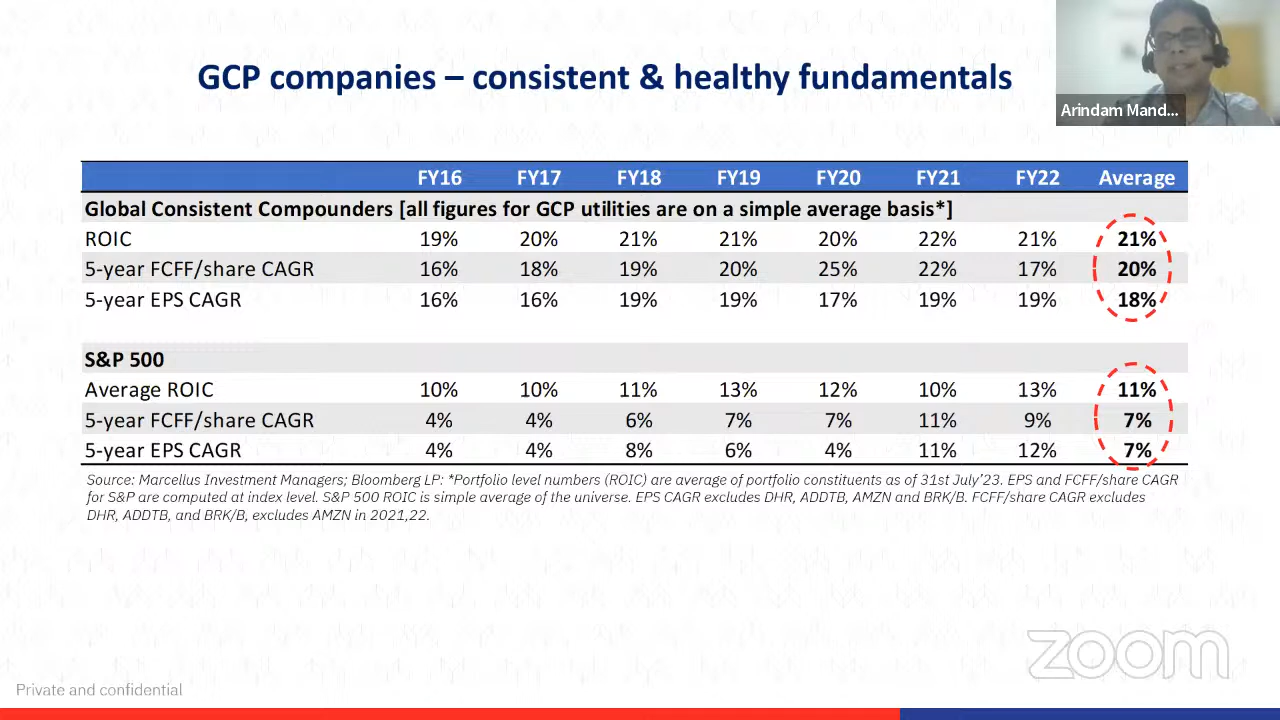 GCP companies – consistent & healthy fundamentals
Arindam Mand...
FY16 FY17 FY18 FY19 FY20 FY21 FY22 Average
Global Consistent Compounders [all figures for GCP utilities are on a simple average basis*]
ROIC 19% 20% 21% 21% 20% 22% 21% 21%
5-year FCFF/share CAGR 16% 18% 19% 20% 25% 22% 17% 20%
5-year EPS CAGR 16% 16% 19% 19% 17% 19% 19% 18%
S&P 500
Average ROIC 10% 10% 11% 13% 12% 10% 13% 11%
5-year FCFF/share CAGR 4% 4% 6% 7% 7% 11% 9% 7%
5-year EPS CAGR 4% 4% 8% 6% 4% 11% 12% 7%
Source: Marcellus Investment Managers; Bloomberg LP: *Portfolio level numbers (ROIC) are average of portfolio constituents as of 31st July'23. EPS and FCFF/share CAGR
for S&P are computed at index level. S&P 500 ROIC is simple average of the universe. EPS CAGR excludes DHR, ADDTB, AMZN and BRK/B. FCFF/share CAGR excludes
DHR, ADDTB, and BRK/B, excludes AMZN in 2021,22.
zoom
Private and confidential